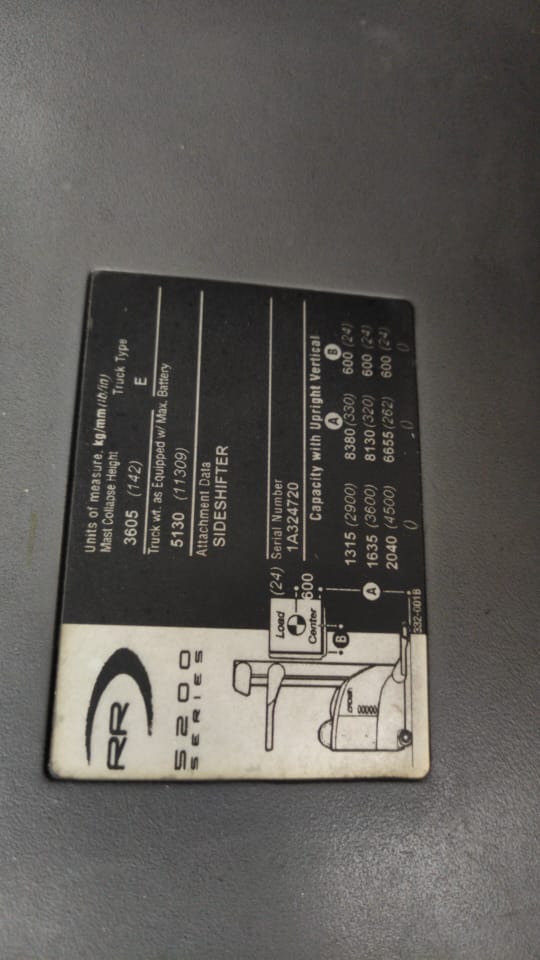 RR
5200
SERIES
Units of measure, kg/mm (lb/in)
Mast Collapse Height Truck Type
3605 (142) E
Truck wt. as Equipped w/ Max. Battery
5130 (11309)
Attachment Data
SIDESHIFTER
(24) Serial Number
600 1A324720
Load
Center
B
A
CROWN
Capacity with Upright Vertical
A B
1315 (2900) 8380 (330) 600 (24)
1635 (3600) 8130 (320) 600 (24)
2040 (4500) 6655 (262) 600 (24)
() () ()
332-001B